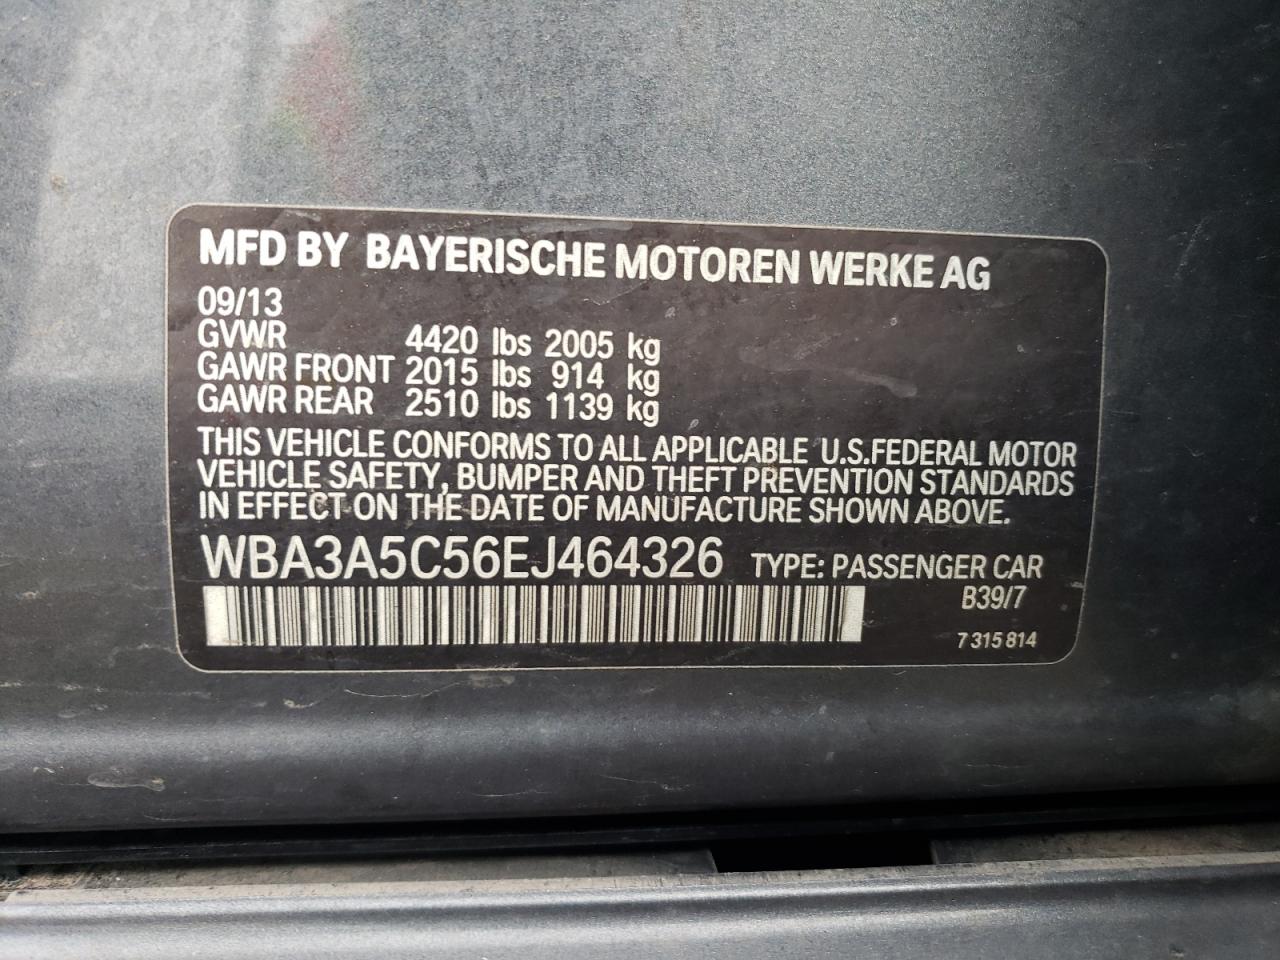 MFD BY BAYERISCHE MOTOREN WERKE AG
09/13
GVWR 4420 lbs 2005 kg
GAWR FRONT 2015 lbs 914 kg
GAWR REAR 2510 lbs 1139 kg
THIS VEHICLE CONFORMS TO ALL APPLICABLE U.S.FEDERAL MOTOR
VEHICLE SAFETY, BUMPER AND THEFT PREVENTION STANDARDS
IN EFFECT ON THE DATE OF MANUFACTURE SHOWN ABOVE.
WBA3A5C56EJ464326 TYPE: PASSENGER CAR
B39/7
7 315 814